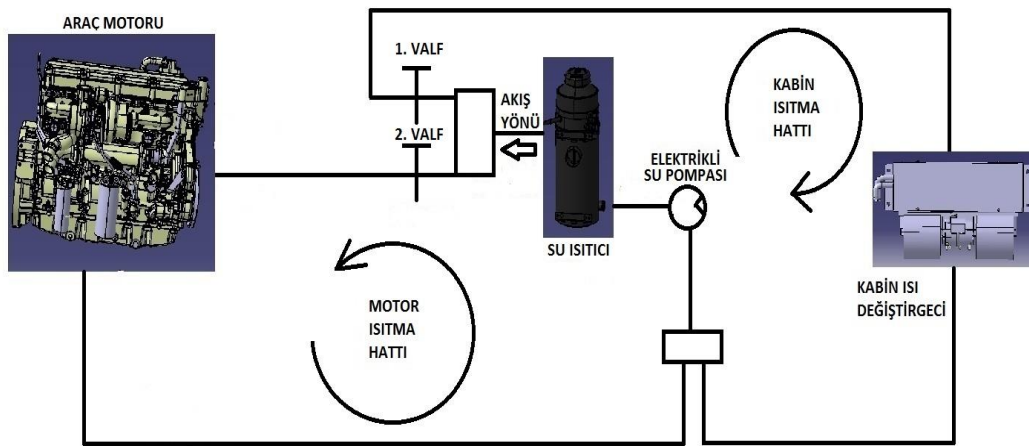 ARAÇ MOTORU
1. VALF
2. VALF
AKIŞ
YÖNÜ
SU ISITICI
ELEKTRİKLİ
SU POMPASI
KABİN
ISITMA
HATTI
KABİN ISI
DEĞİŞTİRGECİ
MOTOR
ISITMA
HATTI